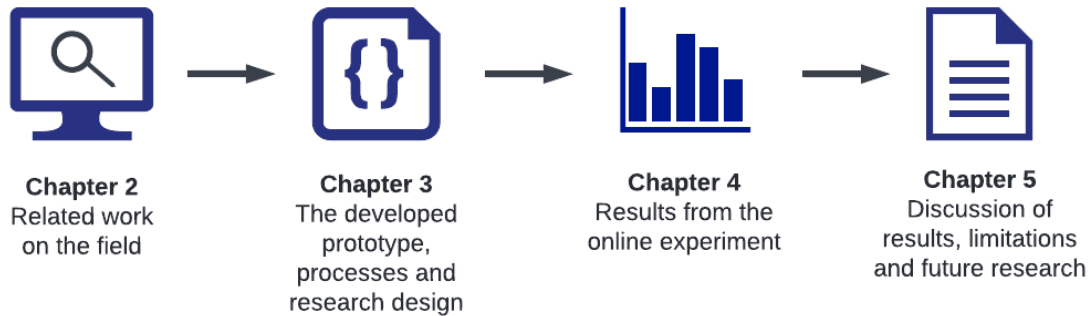 {}
Chapter 2
Related work
on the field
Chapter 3
The developed
prototype,
processes and
research design
Chapter 4
Results from the
online experiment
Chapter 5
Discussion of
results, limitations
and future research